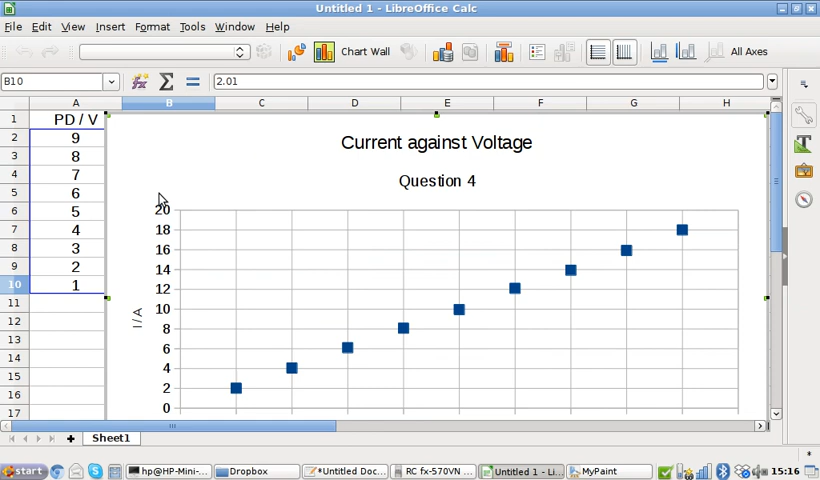 Untitled 1 - LibreOffice Calc
File Edit View Insert Format Tools Window Help
Chart Wall
All Axes
B10
2.01
A B C D E F G H
1 PD / V
2 9
3 8
4 7
5 6
6 5
7 4
8 3
9 2
10 1
11
12
13
14
15
16
17
Current against Voltage
Question 4
20
18
16
14
12
10
8
6
4
2
0
I / A
Sheet1
*
start
hp@HP-Mini-...
Dropbox
*Untitled Doc...
RC fx-570VN ...
Untitled 1 - Li...
MyPaint
15:16